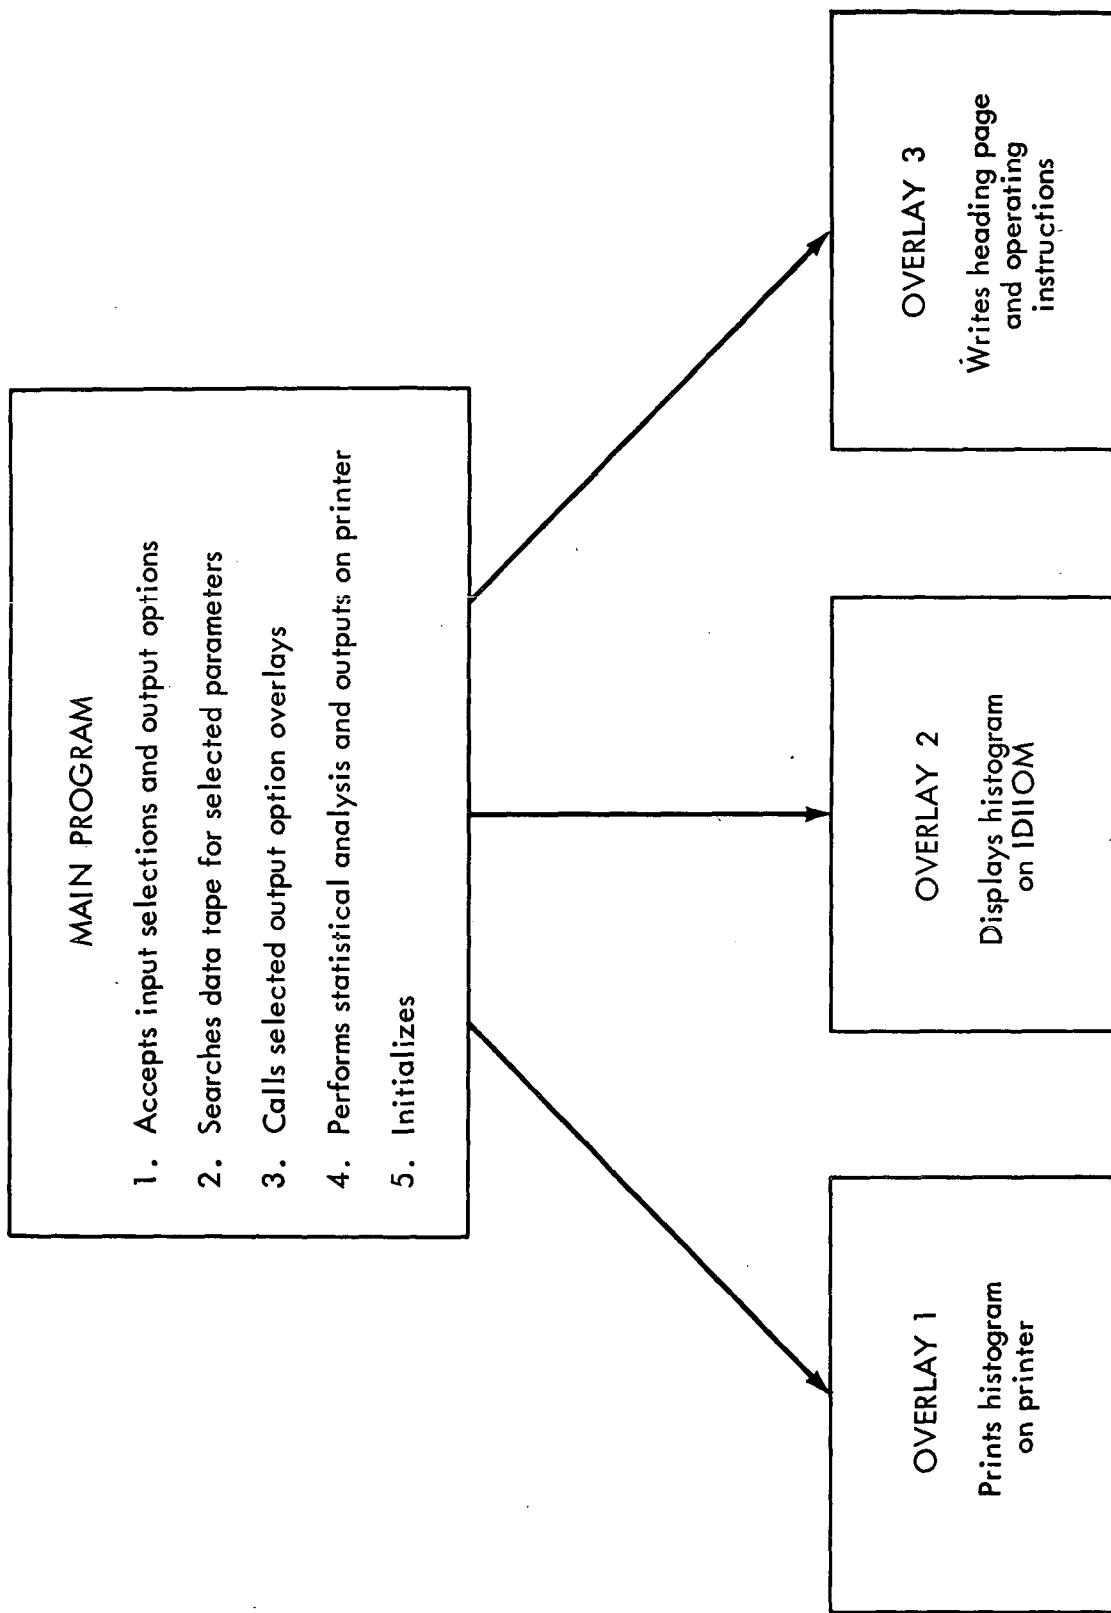 MAIN PROGRAM
1. Accepts input selections and output options
2. Searches data tape for selected parameters
3. Calls selected output option overlays
4. Performs statistical analysis and outputs on printer
5. Initializes
OVERLAY 1
Prints histogram
on printer
OVERLAY 2
Displays histogram
on IDIIOM
OVERLAY 3
Writes heading page
and operating
instructions